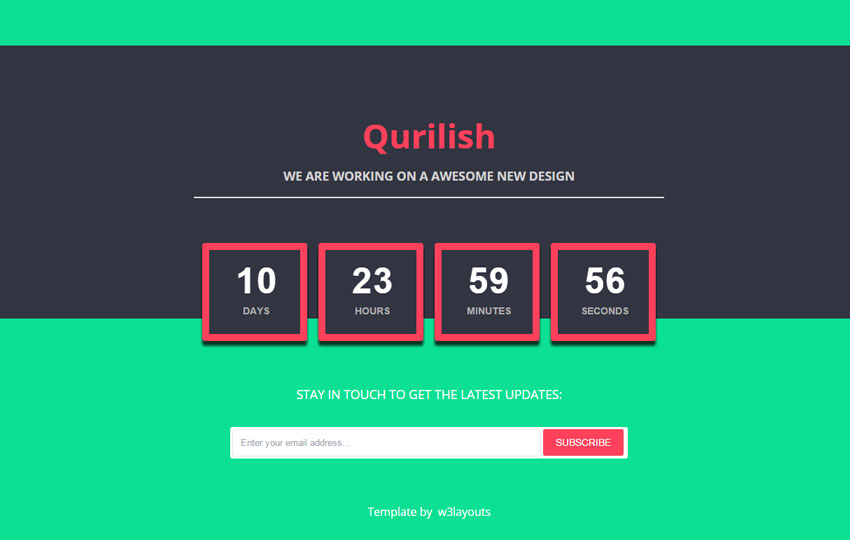 Qurilish
WE ARE WORKING ON A AWESOME NEW DESIGN
10 23 59 56
DAYS HOURS MINUTES SECONDS
STAY IN TOUCH TO GET THE LATEST UPDATES:
Enter your email address... SUBSCRIBE
Template by w3layouts